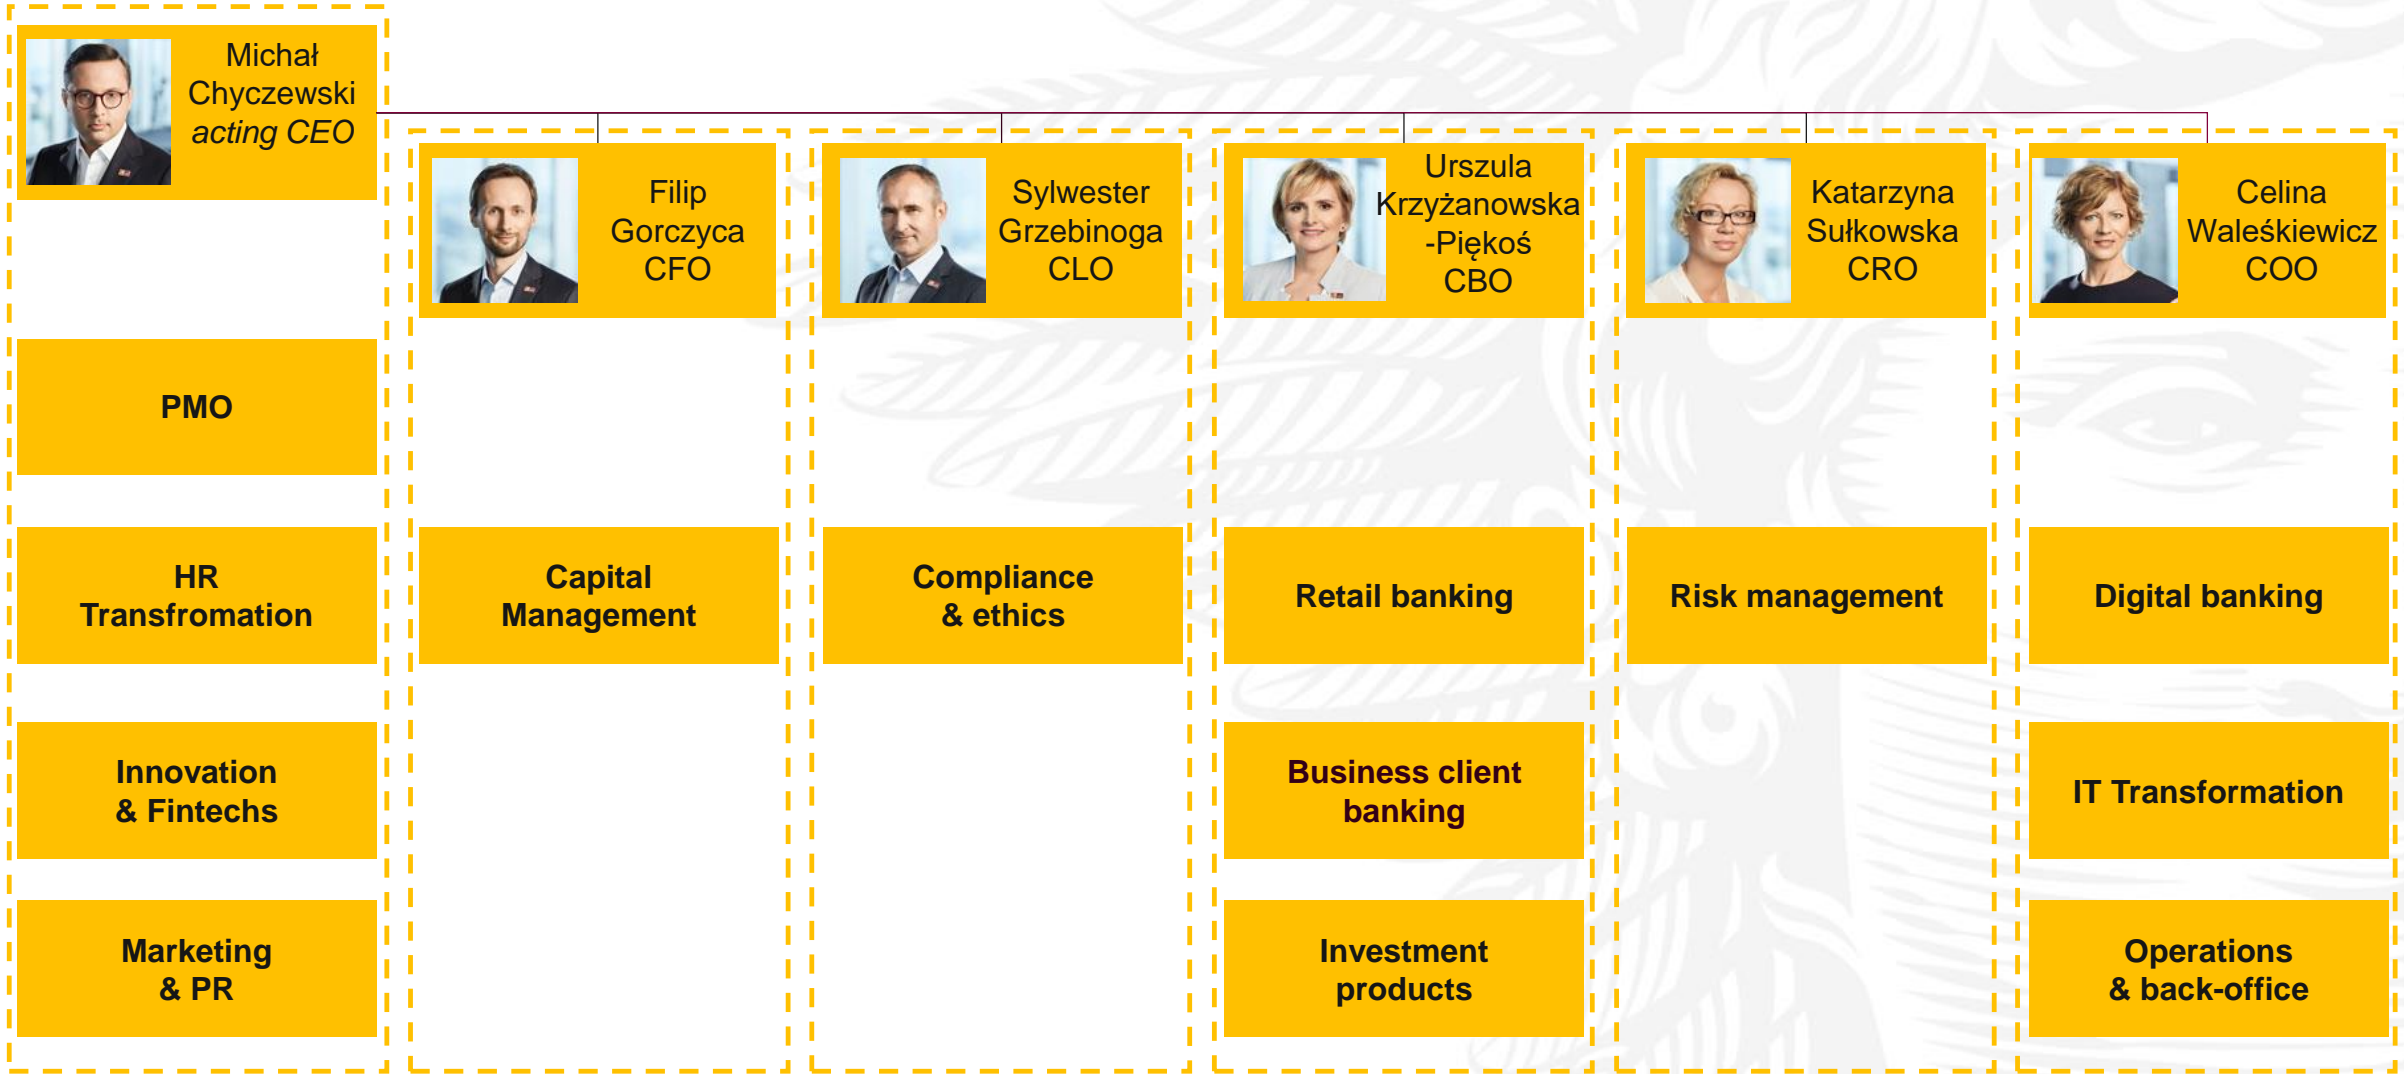 Michał
Chyczewski
acting CEO
Filip
Gorczyca
CFO
Sylwester
Grzebinoga
CLO
Urszula
Krzyżanowska
-Piękoś
CBO
Katarzyna
Sułkowska
CRO
Celina
Waleśkiewicz
COO
PMO
HR
Transfromation
Capital
Management
Compliance
& ethics
Retail banking
Risk management
Digital banking
Innovation
& Fintechs
Business client
banking
IT Transformation
Marketing
& PR
Investment
products
Operations
& back-office